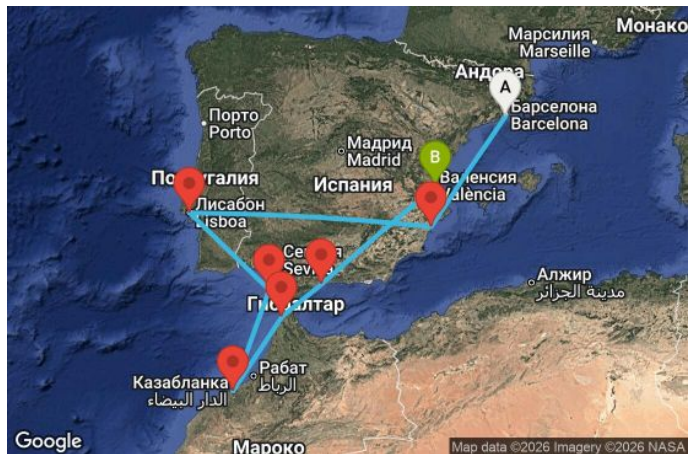 Монако
Марсилия
Marseille
Андора
A
Барселона
Barcelona
Порто
Porto
Мадрид
Madrid
B
Валенсия
València
Испания
Португалия
Лисабон
Lisboa
Севиля
Гибралтар
Алжир
مدينة الجزائر
Рабат
الرباط
Казабланка
الدار البيضاء
Мароко
Google
Map data ©2026 Imagery ©2026 NASA